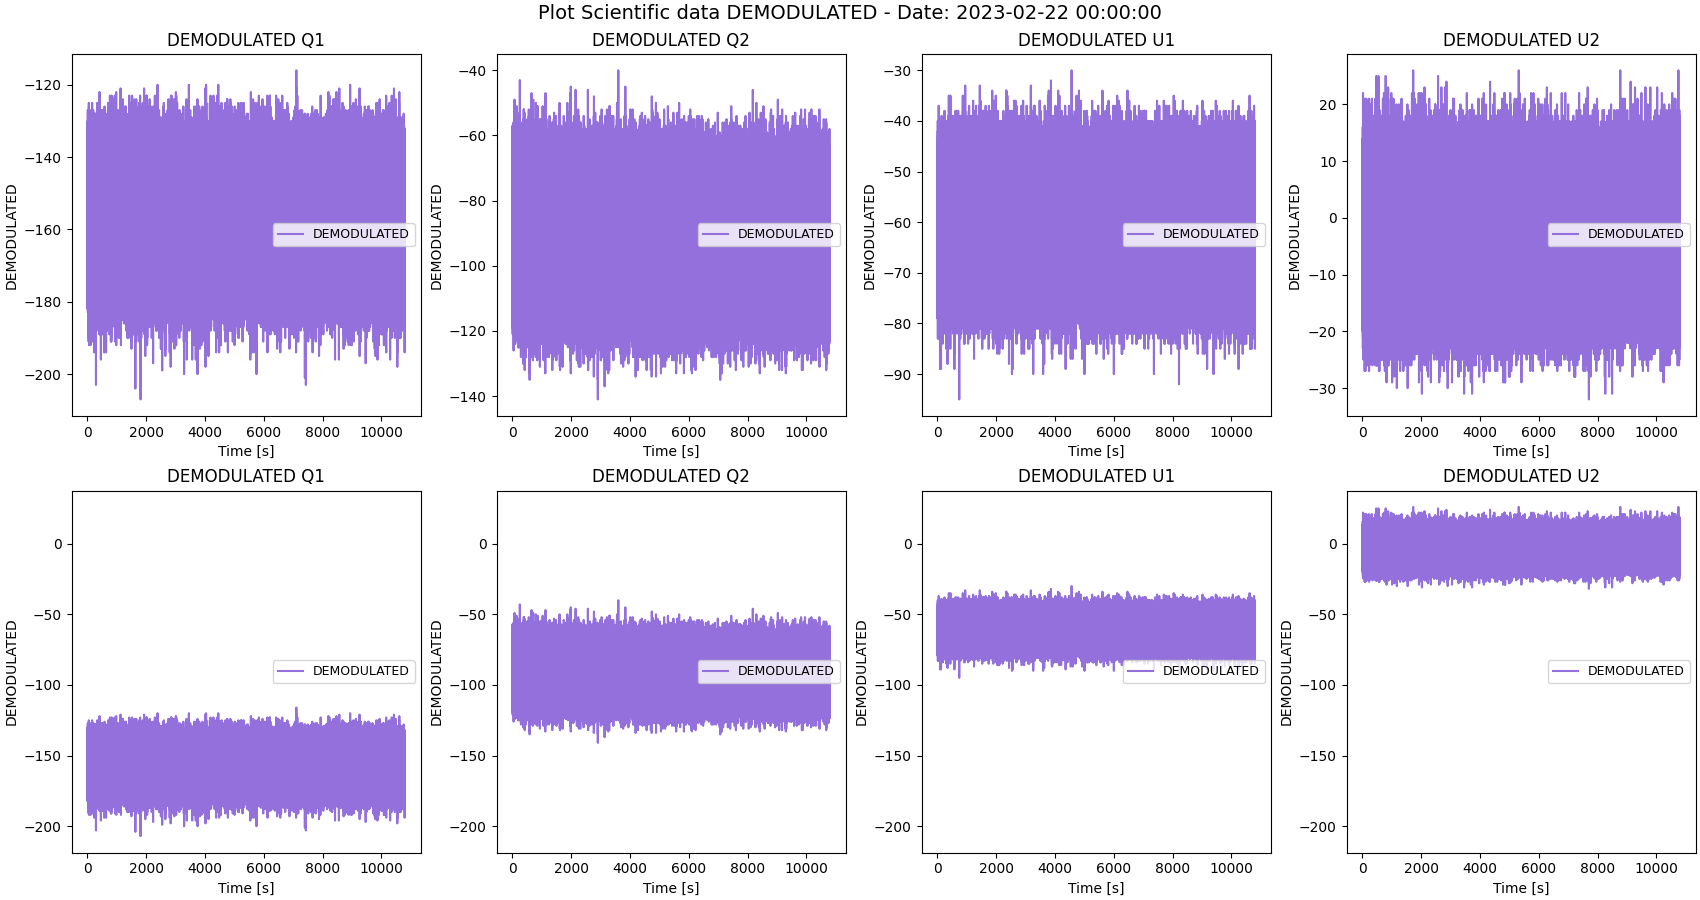 Plot Scientific data DEMODULATED - Date: 2023-02-22 00:00:00
DEMODULATED Q1
DEMODULATED Q2
DEMODULATED U1
DEMODULATED U2
−120
−140
−160
−180
−200
DEMODULATED
DEMODULATED
0 2000 4000 6000 8000 10000
Time [s]
−40
−60
−80
−100
−120
−140
DEMODULATED
DEMODULATED
0 2000 4000 6000 8000 10000
Time [s]
−30
−40
−50
−60
−70
−80
−90
DEMODULATED
DEMODULATED
0 2000 4000 6000 8000 10000
Time [s]
20
10
0
−10
−20
−30
DEMODULATED
DEMODULATED
0 2000 4000 6000 8000 10000
Time [s]
DEMODULATED Q1
DEMODULATED Q2
DEMODULATED U1
DEMODULATED U2
0
−50
−100
−150
−200
DEMODULATED
DEMODULATED
0 2000 4000 6000 8000 10000
Time [s]
0
−50
−100
−150
−200
DEMODULATED
DEMODULATED
0 2000 4000 6000 8000 10000
Time [s]
0
−50
−100
−150
−200
DEMODULATED
DEMODULATED
0 2000 4000 6000 8000 10000
Time [s]
0
−50
−100
−150
−200
DEMODULATED
DEMODULATED
0 2000 4000 6000 8000 10000
Time [s]